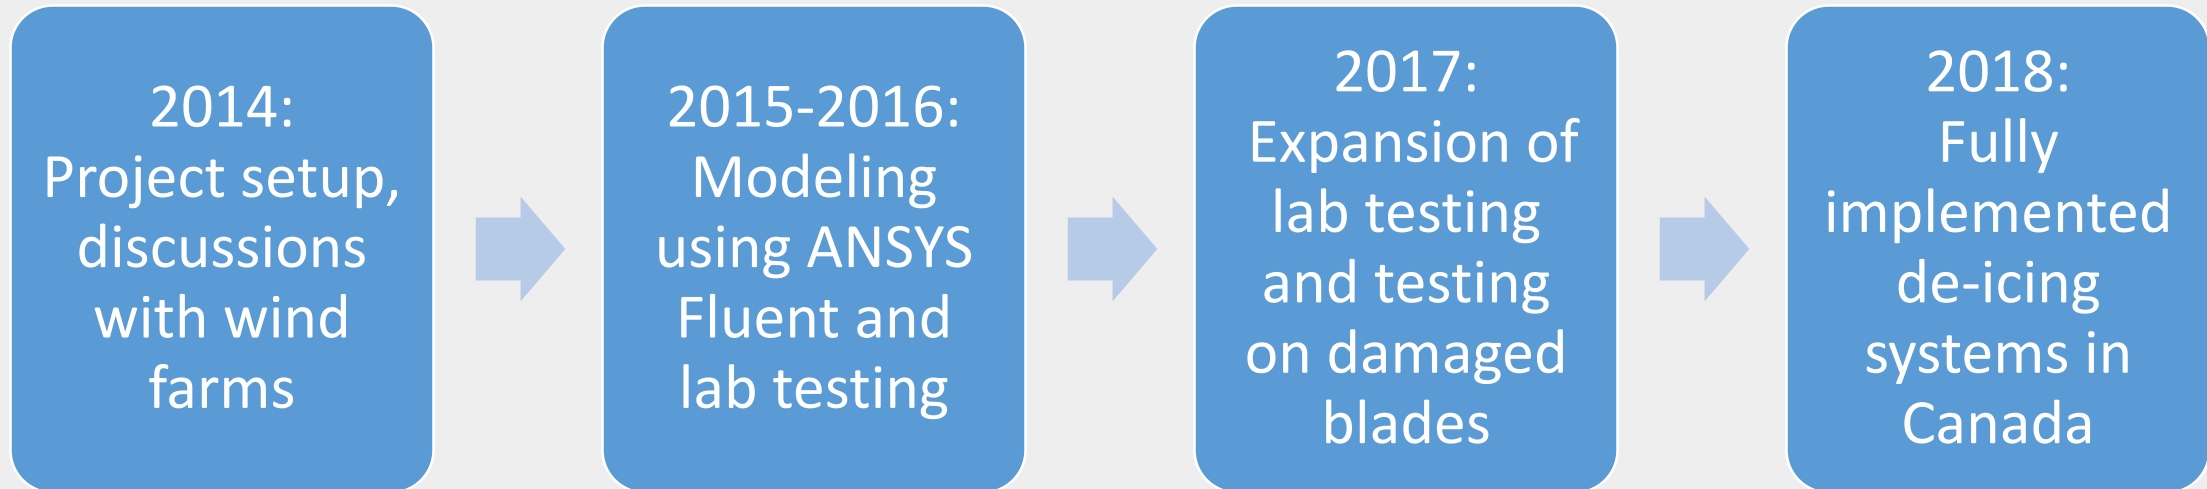 2014:
Project setup,
discussions
with wind
farms
2015-2016:
Modeling
using ANSYS
Fluent and
lab testing
2017:
Expansion of
lab testing
and testing
on damaged
blades
2018:
Fully
implemented
de-icing
systems in
Canada